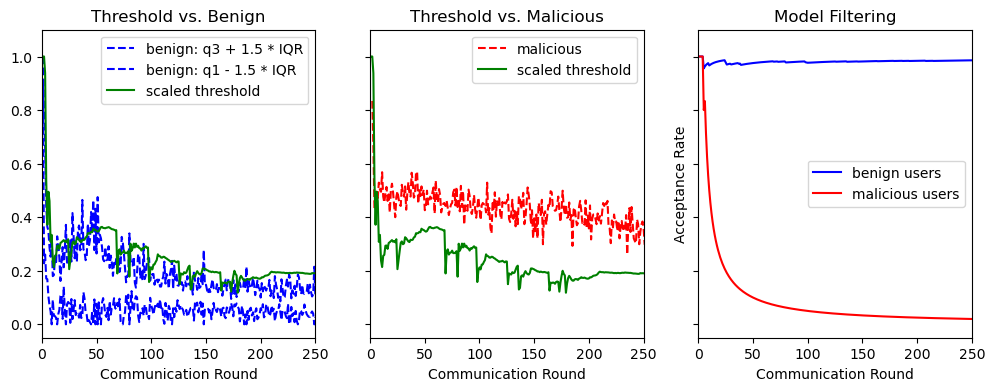 Threshold vs. Benign
benign: q3 + 1.5 * IQR
benign: q1 - 1.5 * IQR
scaled threshold
1.0
0.8
0.6
0.4
0.2
0.0
0 50 100 150 200 250
Communication Round
Threshold vs. Malicious
malicious
scaled threshold
0 50 100 150 200 250
Communication Round
Model Filtering
Acceptance Rate
benign users
malicious users
0 50 100 150 200 250
Communication Round